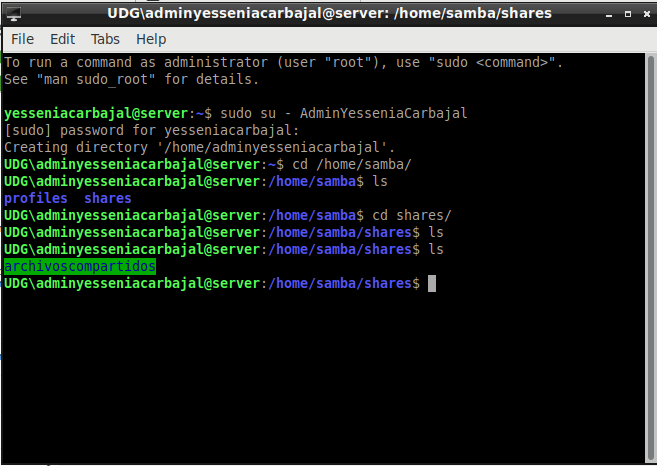 UDG\adminyesseniacarbajal@server: /home/samba/shares
File Edit Tabs Help
To run a command as administrator (user "root"), use "sudo <command>".
See "man sudo_root" for details.
yesseniacarbajal@server:~$ sudo su - AdminYesseniaCarbajal
[sudo] password for yesseniacarbajal:
Creating directory '/home/adminyesseniacarbajal'.
UDG\adminyesseniacarbajal@server:~$ cd /home/samba/
UDG\adminyesseniacarbajal@server:/home/samba$ ls
profiles  shares
UDG\adminyesseniacarbajal@server:/home/samba$ cd shares/
UDG\adminyesseniacarbajal@server:/home/samba/shares$ ls
UDG\adminyesseniacarbajal@server:/home/samba/shares$ ls
archivoscompartidos
UDG\adminyesseniacarbajal@server:/home/samba/shares$